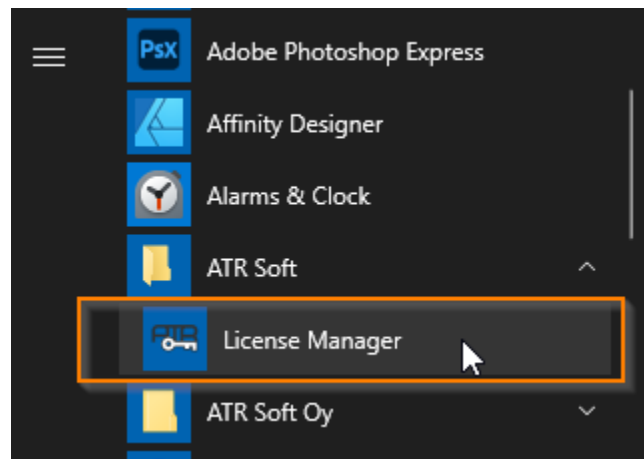 PsX Adobe Photoshop Express
Affinity Designer
Alarms & Clock
ATR Soft
ATR License Manager
ATR Soft Oy